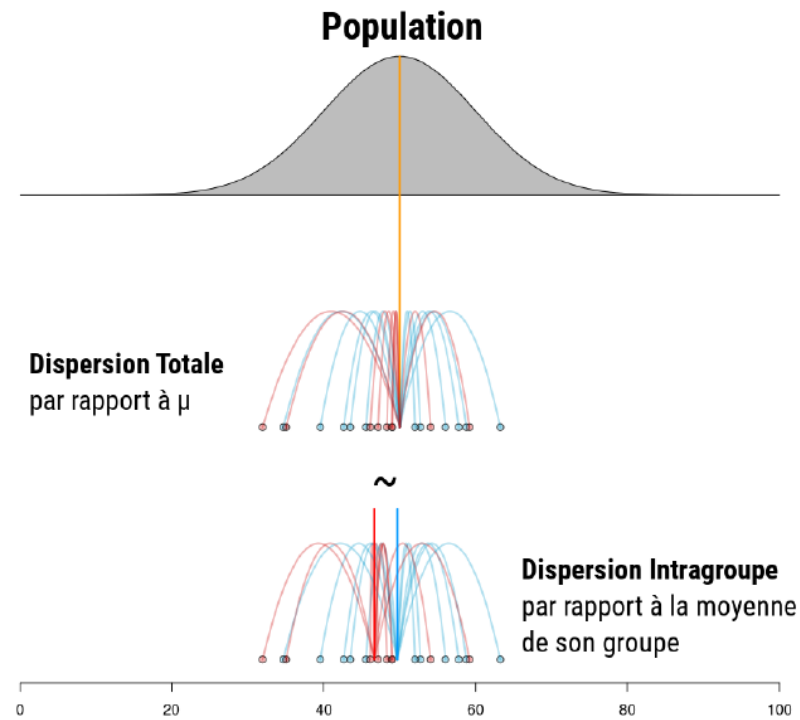 Population
Dispersion Totale
par rapport à µ
~
Dispersion Intragroupe
par rapport à la moyenne
de son groupe
0 20 40 60 80 100